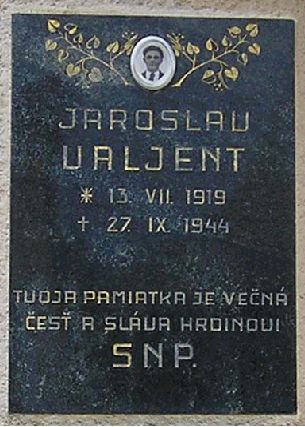 JAROSLAV
VALJENT
* 13. VII. 1919
† 27. IX. 1944
TVOJA PAMIATKA JE VEČNÁ
ČESŤ A SLÁVA HRDINOVI
SNP.